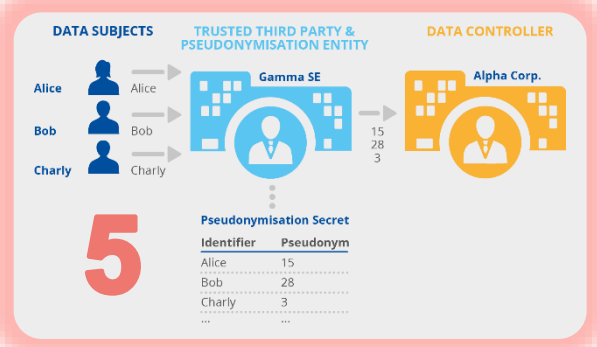 DATA SUBJECTS
TRUSTED THIRD PARTY &
PSEUDONYMISATION ENTITY
DATA CONTROLLER
Gamma SE
Alpha Corp.
Alice
Alice
Bob
Bob
Charly
Charly
15
28
3
5
Pseudonymisation Secret
Identifier Pseudonym
Alice 15
Bob 28
Charly 3
... ...